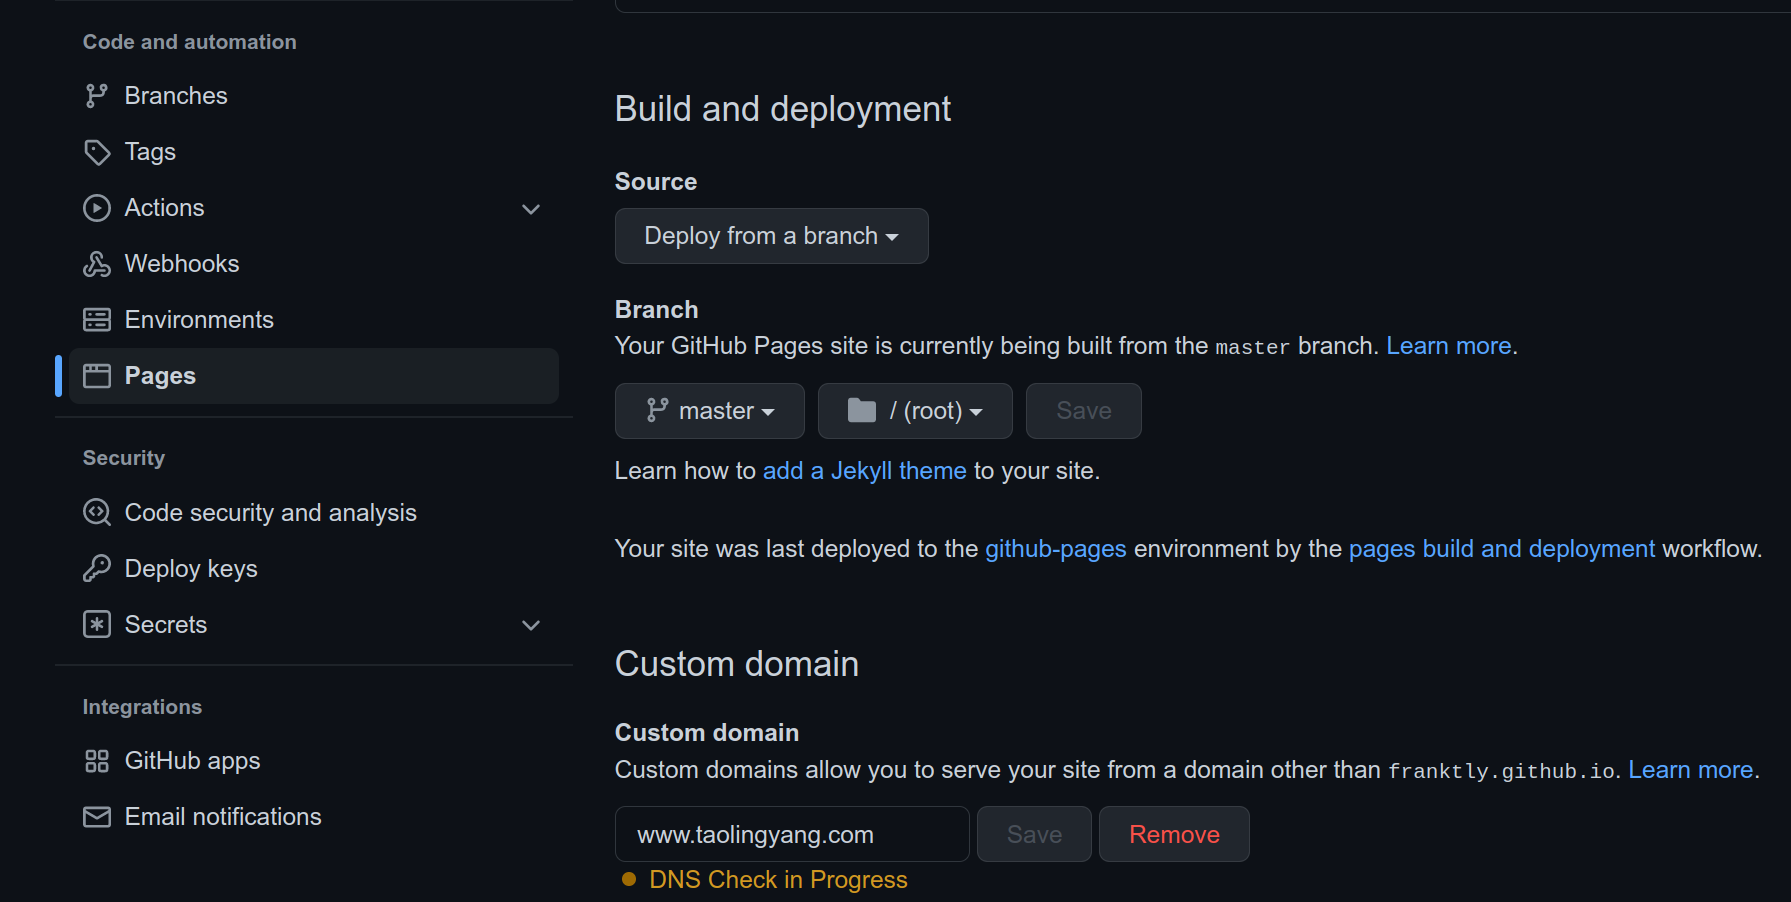 Code and automation
Branches
Tags
Actions
Webhooks
Environments
Pages
Security
Code security and analysis
Deploy keys
Secrets
Integrations
GitHub apps
Email notifications
Build and deployment
Source
Deploy from a branch
Branch
Your GitHub Pages site is currently being built from the master branch. Learn more.
master / (root) Save
Learn how to add a Jekyll theme to your site.
Your site was last deployed to the github-pages environment by the pages build and deployment workflow.
Custom domain
Custom domain
Custom domains allow you to serve your site from a domain other than franktly.github.io. Learn more.
www.taolingyang.com Save Remove
DNS Check in Progress